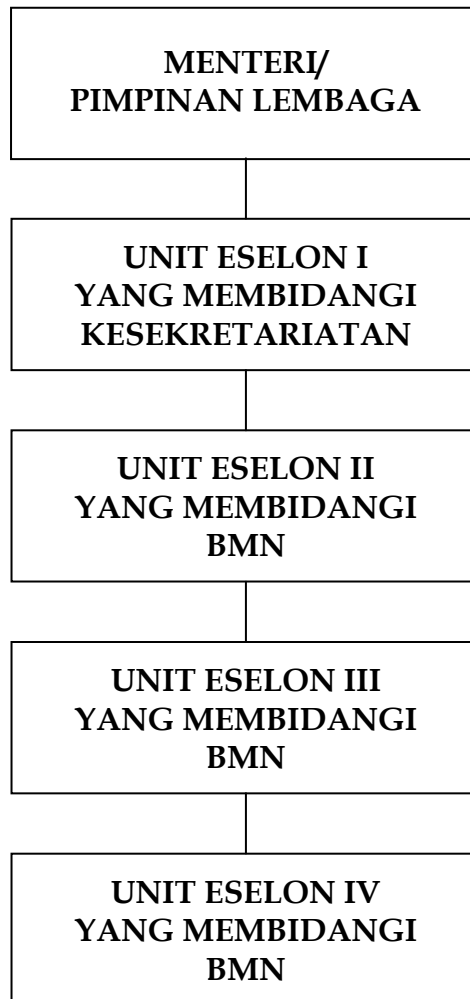 MENTERI/
PIMPINAN LEMBAGA
UNIT ESELON I
YANG MEMBIDANGI
KESEKRETARIATAN
UNIT ESELON II
YANG MEMBIDANGI
BMN
UNIT ESELON III
YANG MEMBIDANGI
BMN
UNIT ESELON IV
YANG MEMBIDANGI
BMN